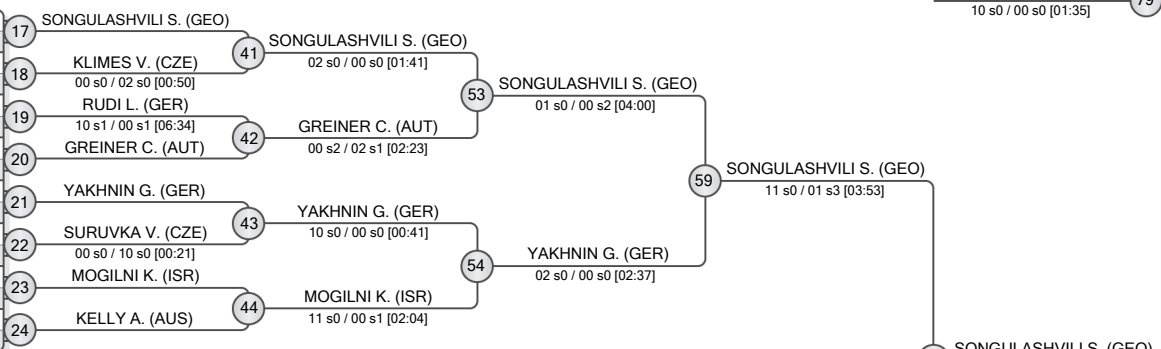 10 s0 / 00 s0 [01:35]
79
17
SONGULASHVILI S. (GEO)
18
KLIMES V. (CZE)
00 s0 / 02 s0 [00:50]
19
RUDI L. (GER)
10 s1 / 00 s1 [06:34]
20
GREINER C. (AUT)
21
YAKHNIN G. (GER)
22
SURUVKA V. (CZE)
00 s0 / 10 s0 [00:21]
23
MOGILNI K. (ISR)
24
KELLY A. (AUS)
41
SONGULASHVILI S. (GEO)
02 s0 / 00 s0 [01:41]
42
GREINER C. (AUT)
00 s2 / 02 s1 [02:23]
43
YAKHNIN G. (GER)
10 s0 / 00 s0 [00:41]
44
MOGILNI K. (ISR)
11 s0 / 00 s1 [02:04]
53
SONGULASHVILI S. (GEO)
01 s0 / 00 s2 [04:00]
54
YAKHNIN G. (GER)
02 s0 / 00 s0 [02:37]
59
SONGULASHVILI S. (GEO)
11 s0 / 01 s3 [03:53]
SONGULASHVILI S. (GEO)